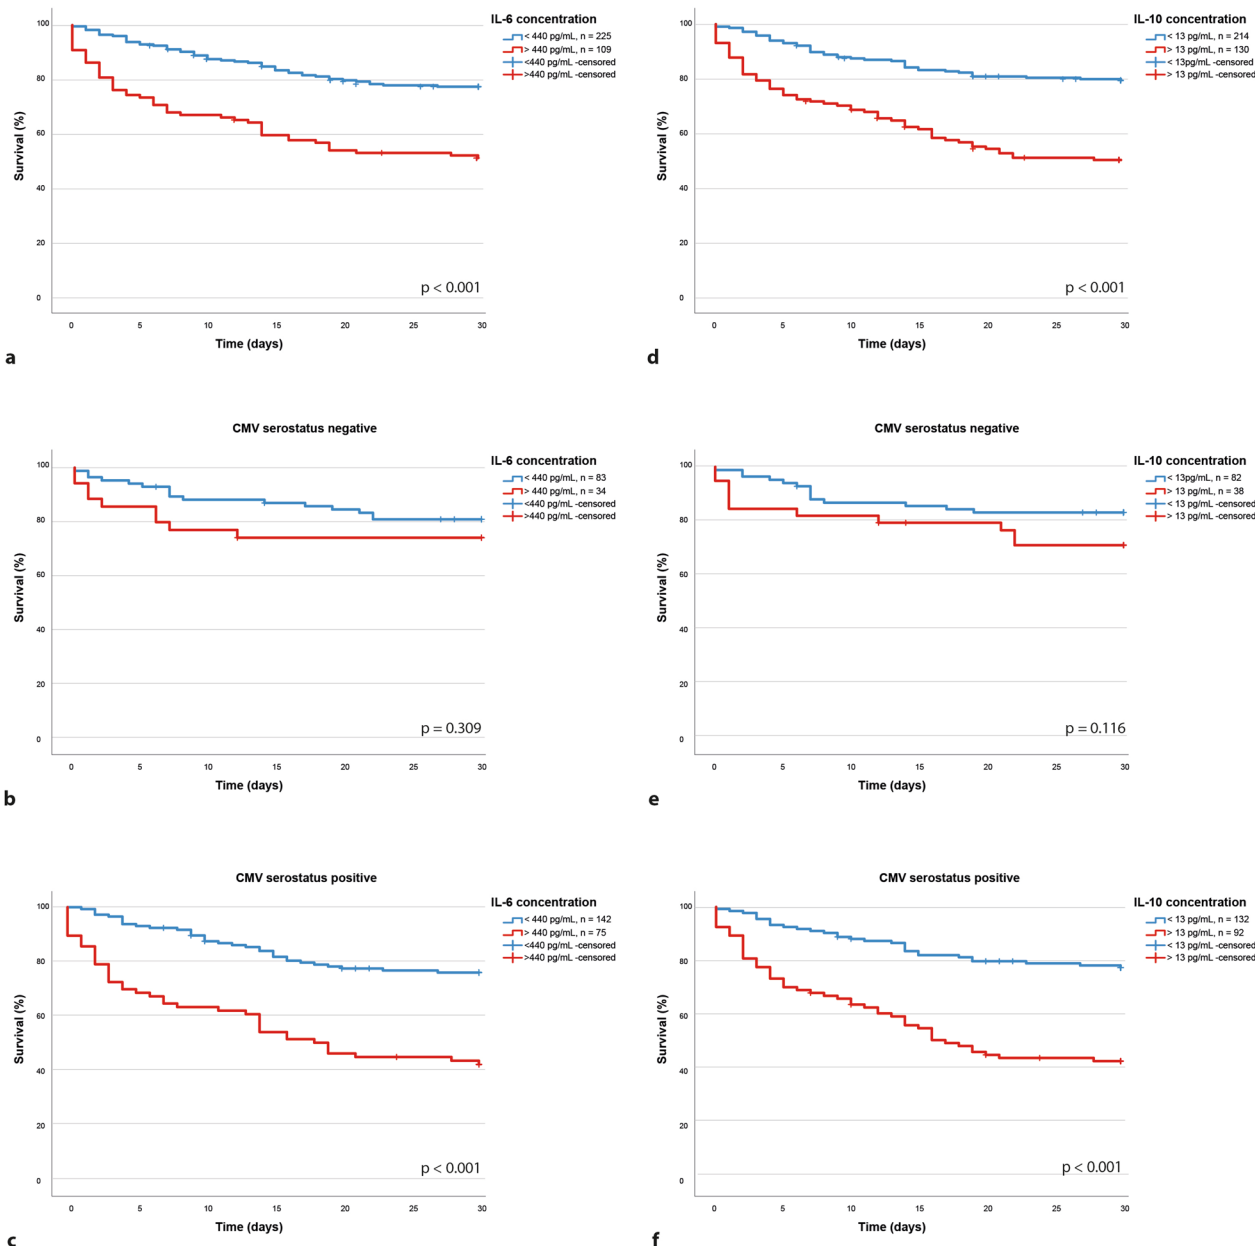 IL-6 concentration
< 440 pg/mL, n = 225
> 440 pg/mL, n = 109
<440 pg/mL -censored
>440 pg/mL -censored
Survival (%)
100
80
60
40
20
0
p < 0.001
0 5 10 15 20 25 30
Time (days)
a
IL-10 concentration
< 13 pg/mL, n = 214
> 13 pg/mL, n = 130
< 13pg/mL -censored
> 13 pg/mL -censored
Survival (%)
100
80
60
40
20
0
p < 0.001
0 5 10 15 20 25 30
Time (days)
d
CMV serostatus negative
IL-6 concentration
< 440 pg/mL, n = 83
> 440 pg/mL, n = 34
<440 pg/mL -censored
>440 pg/mL -censored
Survival (%)
100
80
60
40
20
0
p = 0.309
0 5 10 15 20 25 30
Time (days)
b
CMV serostatus negative
IL-10 concentration
< 13pg/mL, n = 82
> 13 pg/mL, n = 38
< 13 pg/mL -censored
> 13 pg/mL -censored
Survival (%)
100
80
60
40
20
0
p = 0.116
0 5 10 15 20 25 30
Time (days)
e
CMV serostatus positive
IL-6 concentration
< 440 pg/mL, n = 142
> 440 pg/mL, n = 75
<440 pg/mL -censored
>440 pg/mL -censored
Survival (%)
100
80
60
40
20
0
p < 0.001
0 5 10 15 20 25 30
Time (days)
c
CMV serostatus positive
IL-10 concentration
< 13 pg/mL, n = 132
> 13 pg/mL, n = 92
< 13 pg/mL -censored
> 13 pg/mL -censored
Survival (%)
100
80
60
40
20
0
p < 0.001
0 5 10 15 20 25 30
Time (days)
f